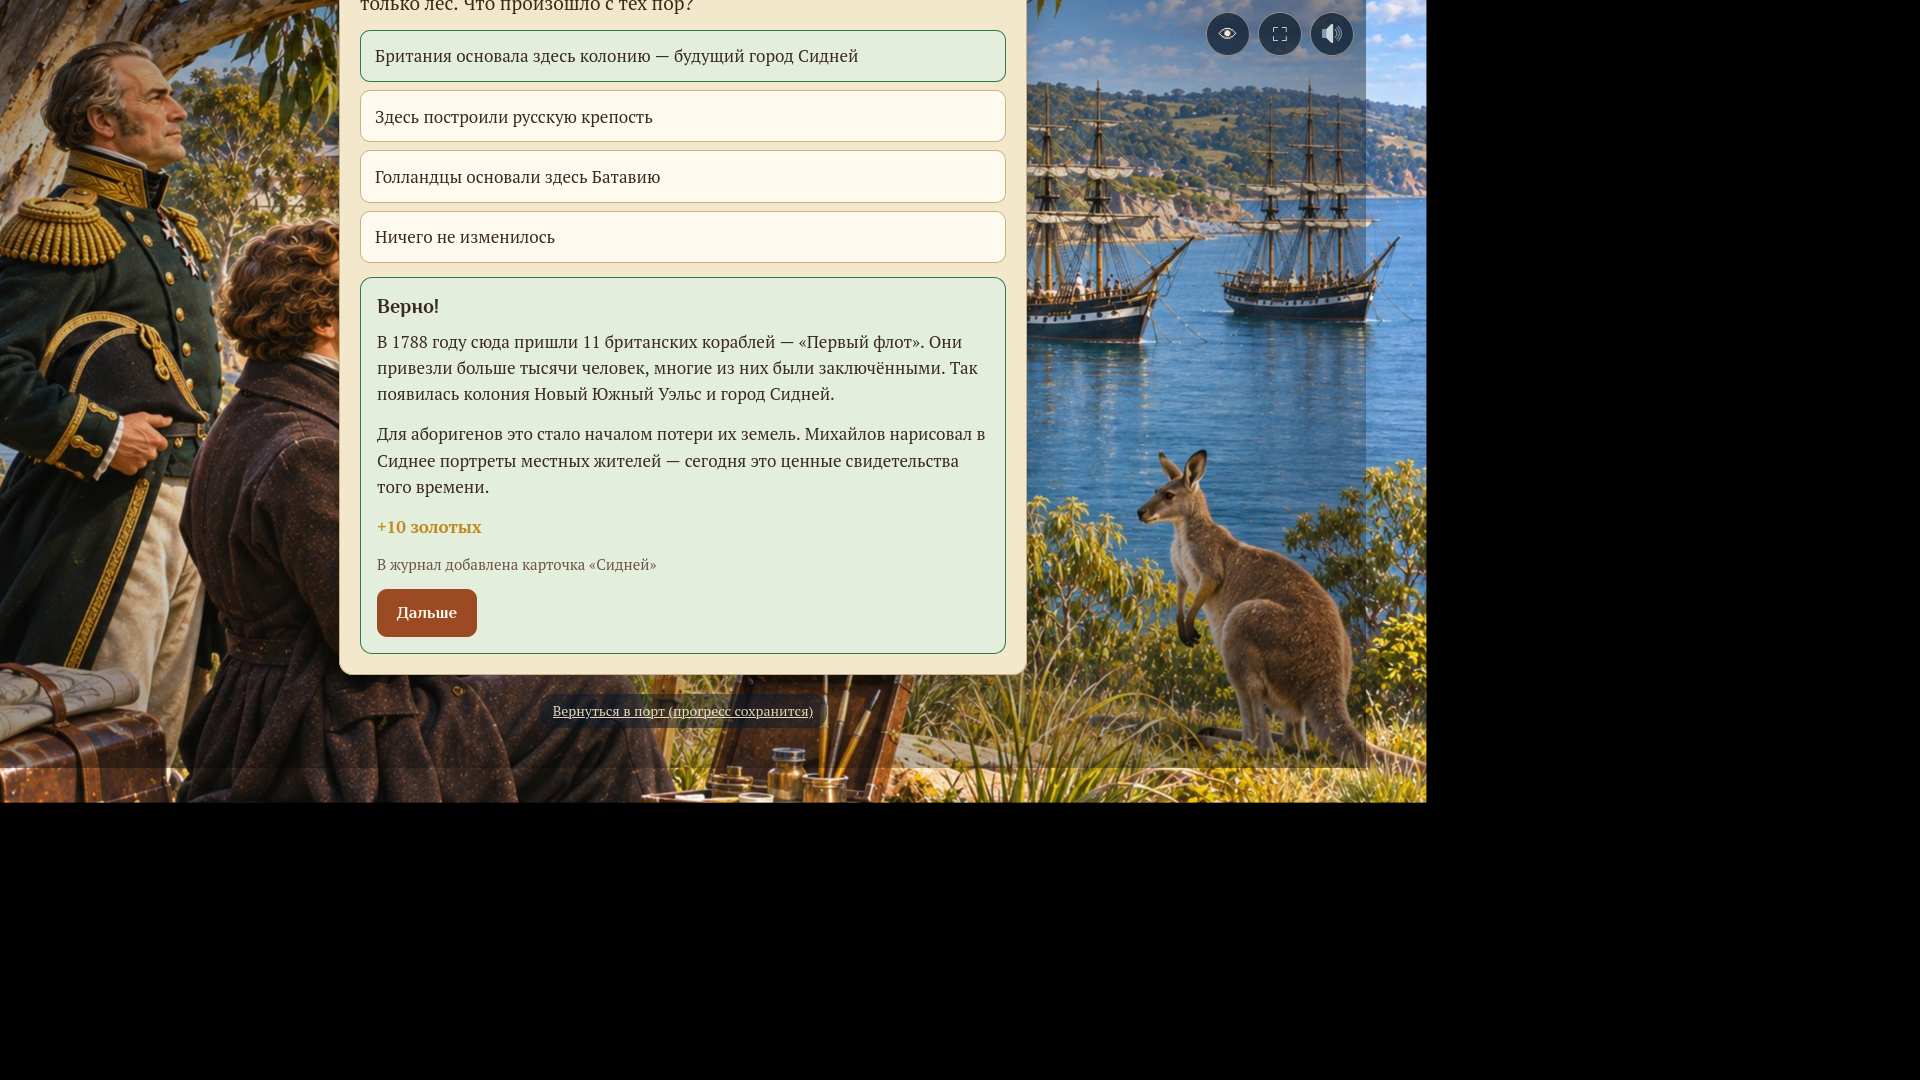 только лес. Что произошло с тех пор?
Британия основала здесь колонию — будущий город Сидней
Здесь построили русскую крепость
Голландцы основали здесь Батавию
Ничего не изменилось
Верно!
В 1788 году сюда пришли 11 британских кораблей — «Первый флот». Они
привезли больше тысячи человек, многие из них были заключёнными. Так
появилась колония Новый Южный Уэльс и город Сидней.
Для аборигенов это стало началом потери их земель. Михайлов нарисовал в
Сиднее портреты местных жителей — сегодня это ценные свидетельства
того времени.
+10 золотых
В журнал добавлена карточка «Сидней»
Дальше
Вернуться в порт (прогресс сохранится)